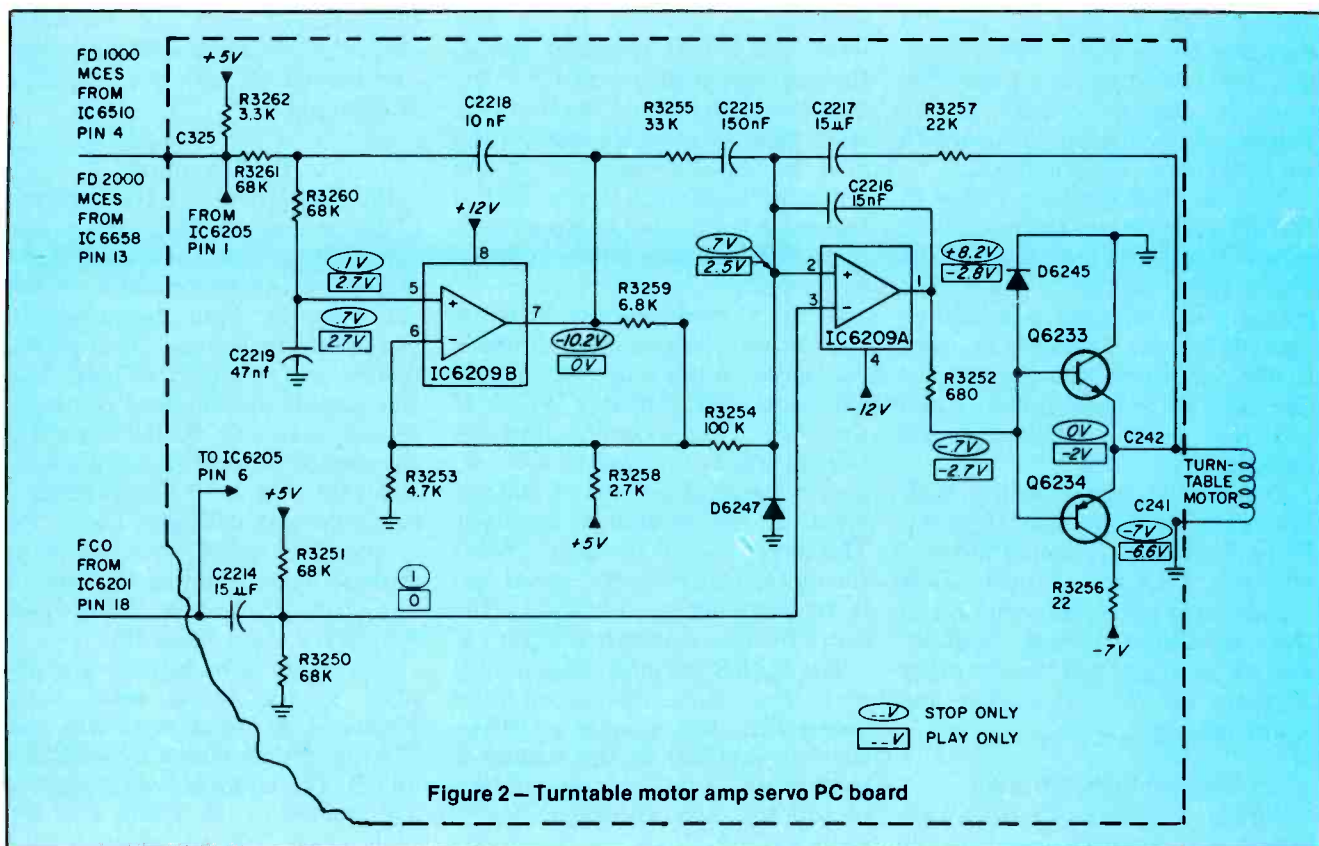 FD 1000
MCES
FROM
IC6510
PIN 4
FD 2000
MCES
FROM
IC 6658
PIN 13
C325
+5V
R3262
3.3K
R3261
68K
FROM
IC6205
PIN 1
R3260
68K
C2218
10 nF
R3255
33K
C2215
150nF
C2217
15µF
R3257
22K
C2216
15nF
+12V
8
1V
2.7V
5
+
.7V
2.7V
6
−
7
IC6209B
C2219
47nf
-10.2V
0V
R3259
6.8K
.7V
2.5V
2
+
3
−
1
IC6209A
4
-12V
+8.2V
-2.8V
D6245
Q6233
R3252
680
-.7V
-2.7V
0V
-2V
C242
Q6234
TURN-
TABLE
MOTOR
C241
-7V
-6.6V
R3256
22
-7V
R3254
100 K
R3253
4.7K
R3258
2.7K
+5V
D6247
TO IC6205
PIN 6
+5V
R3251
68K
FCO
FROM
IC6201
PIN 18
C2214
15µF
1
0
R3250
68K
_ _V STOP ONLY
_ _V PLAY ONLY
Figure 2 – Turntable motor amp servo PC board